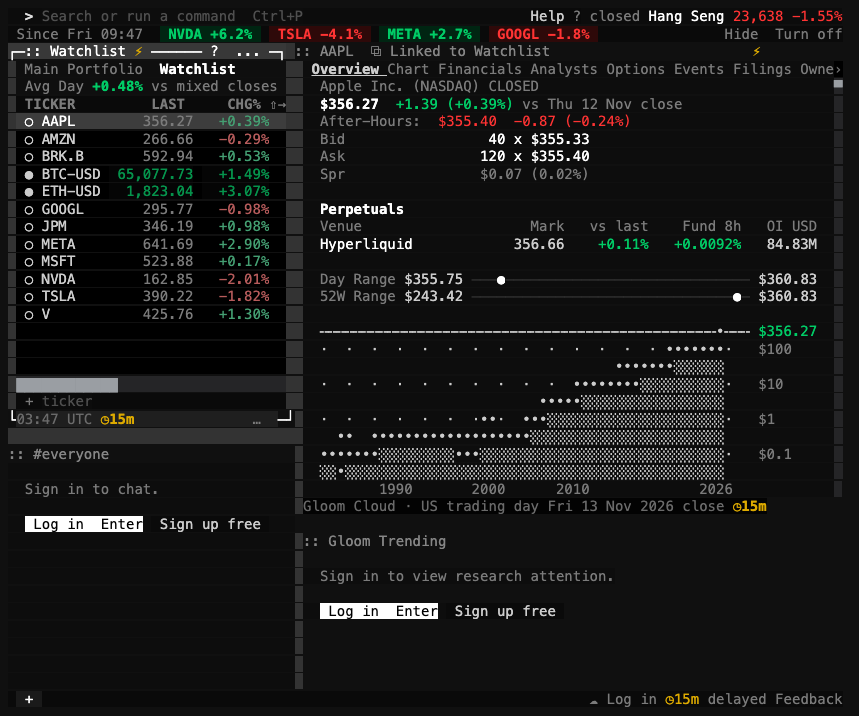 > Search or run a command Ctrl+P Help ? closed Hang Seng 23,638 −1.55%
Since Fri 09:47 NVDA +6.2% TSLA −4.1% META +2.7% GOOGL −1.8% Hide Turn off
:: Watchlist ⚡ ? ...
Main Portfolio Watchlist
Avg Day +0.48% vs mixed closes
TICKER LAST CHG% ⇧→
○ AAPL 356.27 +0.39%
○ AMZN 266.66 −0.29%
○ BRK.B 592.94 +0.53%
● BTC−USD 65,077.73 +1.49%
● ETH−USD 1,823.04 +3.07%
○ GOOGL 295.77 −0.98%
○ JPM 346.19 +0.98%
○ META 641.69 +2.90%
○ MSFT 523.88 +0.17%
○ NVDA 162.85 −2.01%
○ TSLA 390.22 −1.82%
○ V 425.76 +1.30%
+ ticker
03:47 UTC ◷15m …
:: #everyone
Sign in to chat.
Log in Enter Sign up free
:: AAPL Linked to Watchlist ⚡
Overview Chart Financials Analysts Options Events Filings Owne›
Apple Inc. (NASDAQ) CLOSED
$356.27 +1.39 (+0.39%) vs Thu 12 Nov close
After-Hours: $355.40 -0.87 (−0.24%)
Bid 40 x $355.33
Ask 120 x $355.40
Spr $0.07 (0.02%)
Perpetuals
Venue Mark vs last Fund 8h OI USD
Hyperliquid 356.66 +0.11% +0.0092% 84.83M
Day Range $355.75 $360.83
52W Range $243.42 $360.83
$356.27
$100
$10
$1
$0.1
1990 2000 2010 2026
Gloom Cloud · US trading day Fri 13 Nov 2026 close ◷15m
:: Gloom Trending
Sign in to view research attention.
Log in Enter Sign up free
+ ☁ Log in ◷15m delayed Feedback